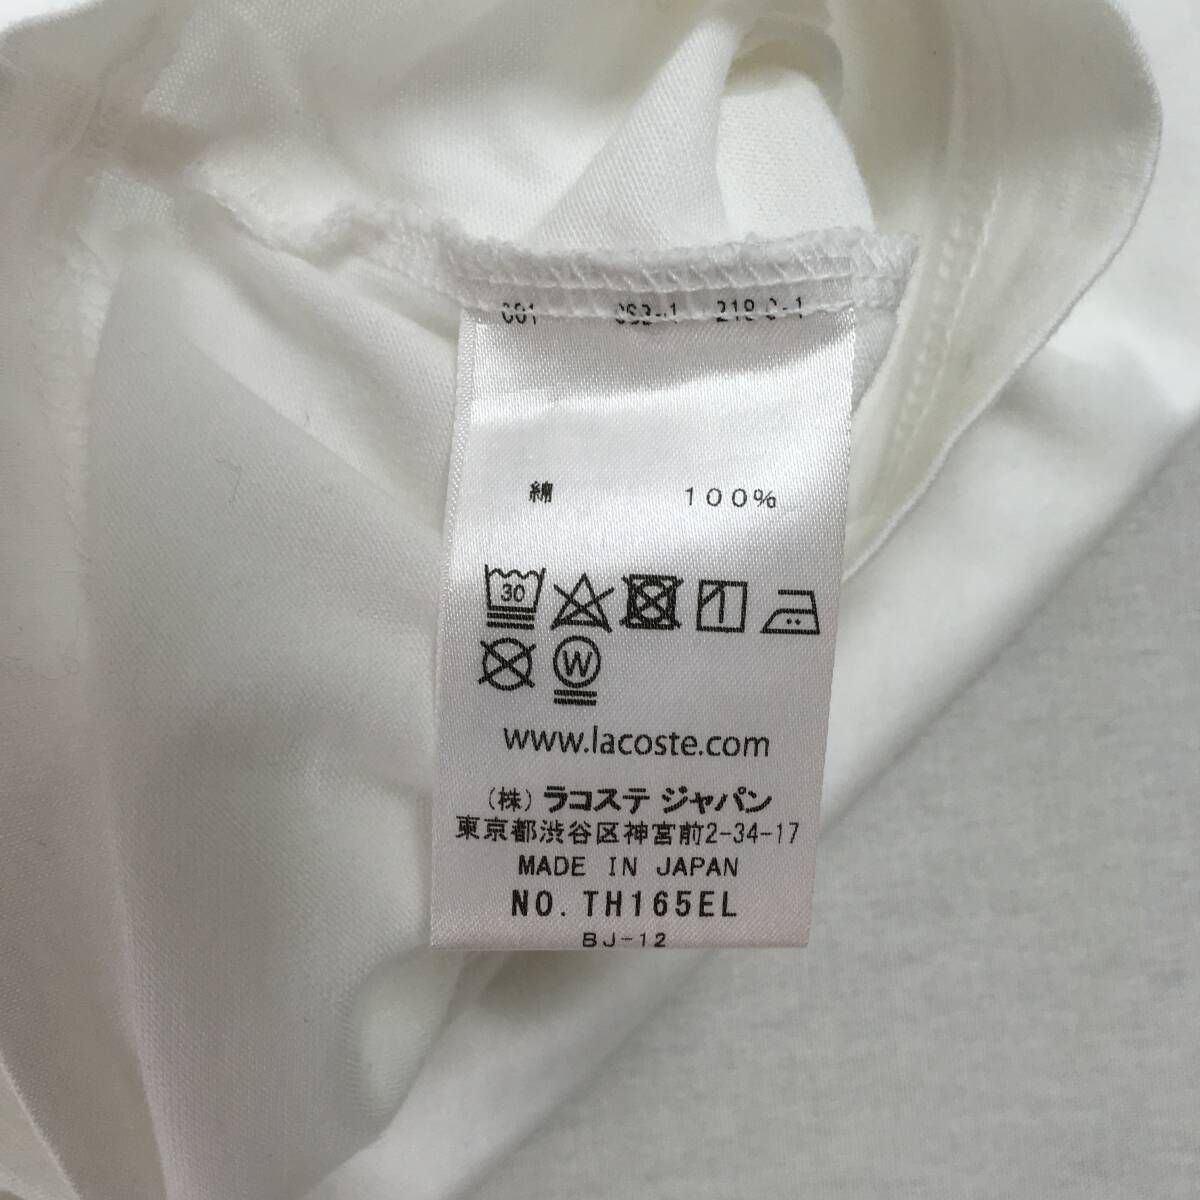 綿 100%
30
W
www.lacoste.com
(株) ラコステ ジャパン
東京都渋谷区神宮前2-34-17
MADE IN JAPAN
NO. TH165EL
BJ-12